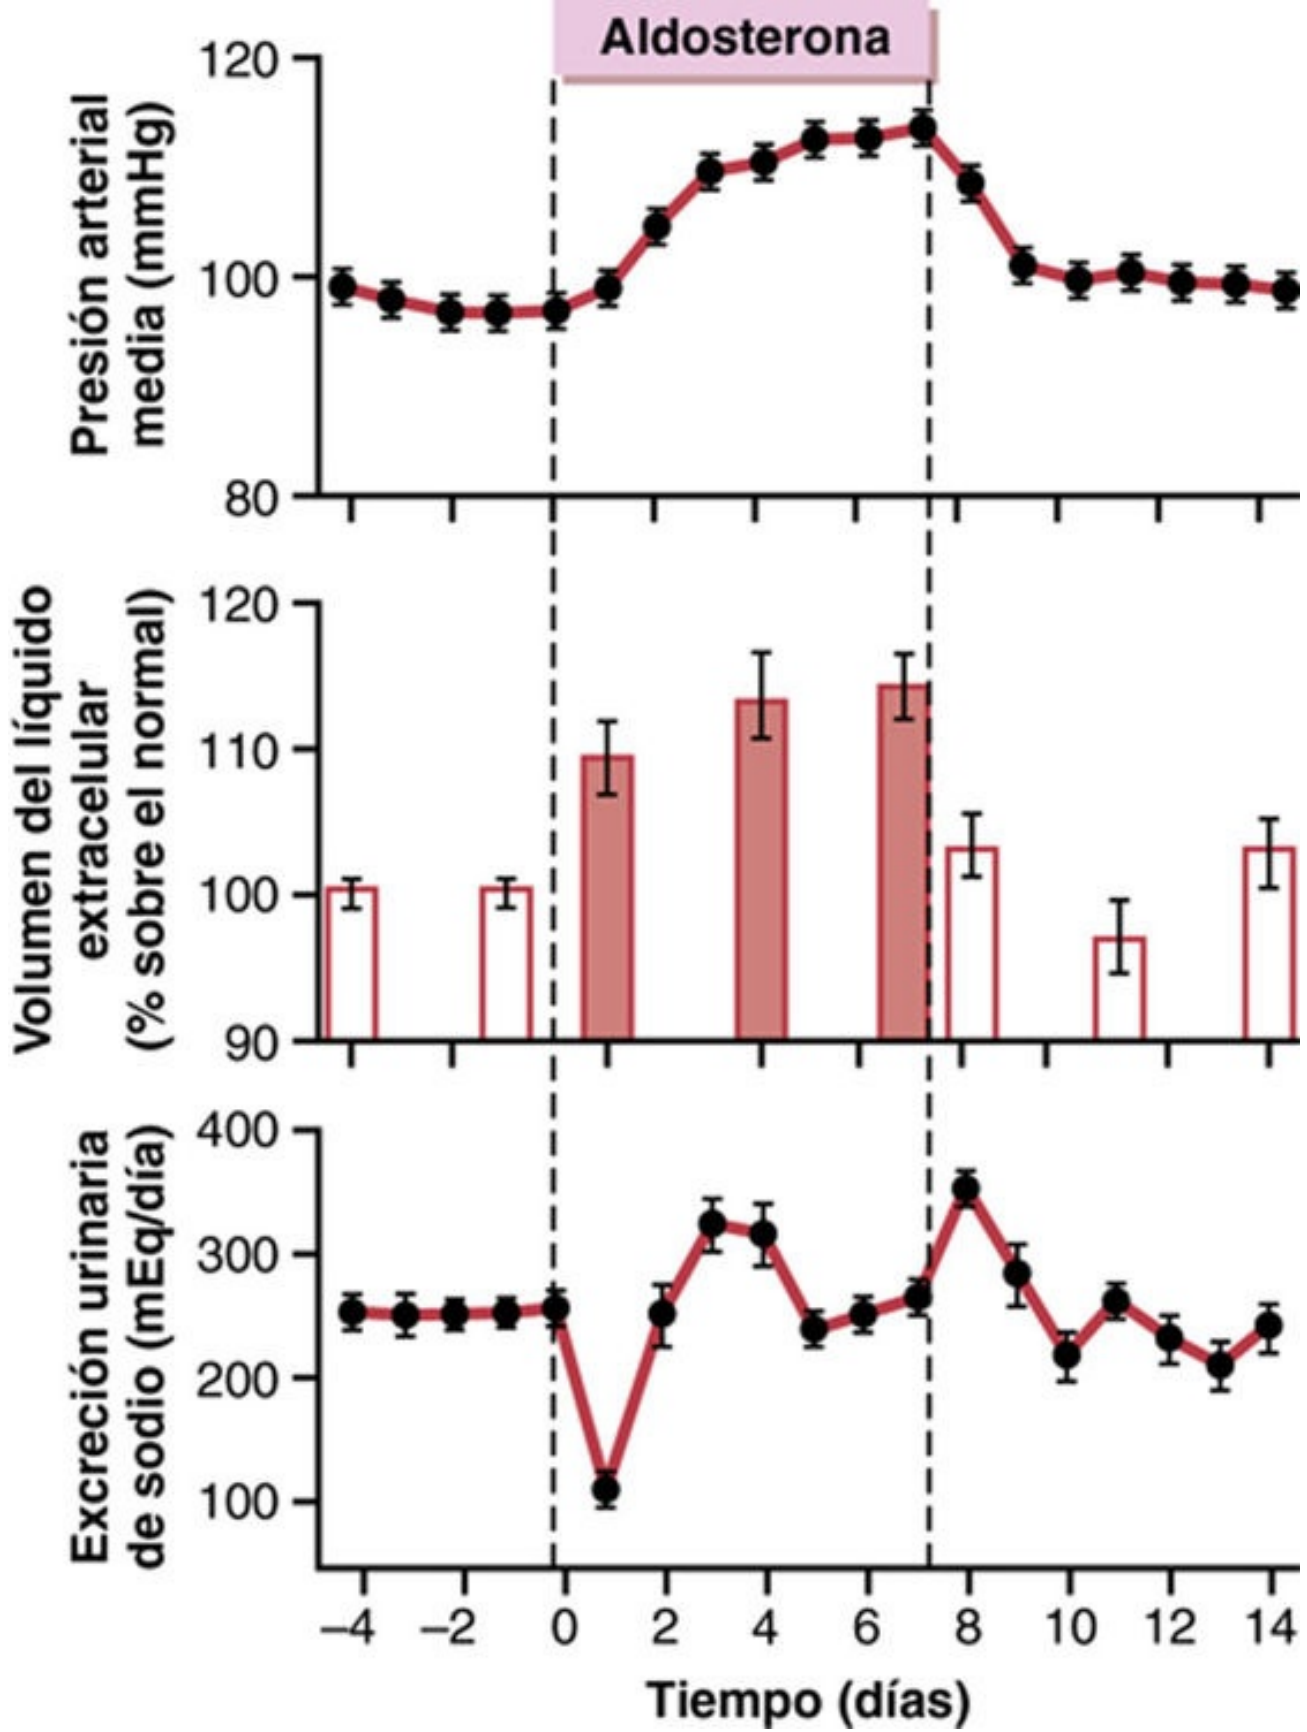 Aldosterona
Presión arterial
media (mmHg)
120
100
80
Volumen del líquido
extracelular
(% sobre el normal)
120
110
100
90
Excreción urinaria
de sodio (mEq/día)
400
300
200
100
–4 –2 0 2 4 6 8 10 12 14
Tiempo (días)